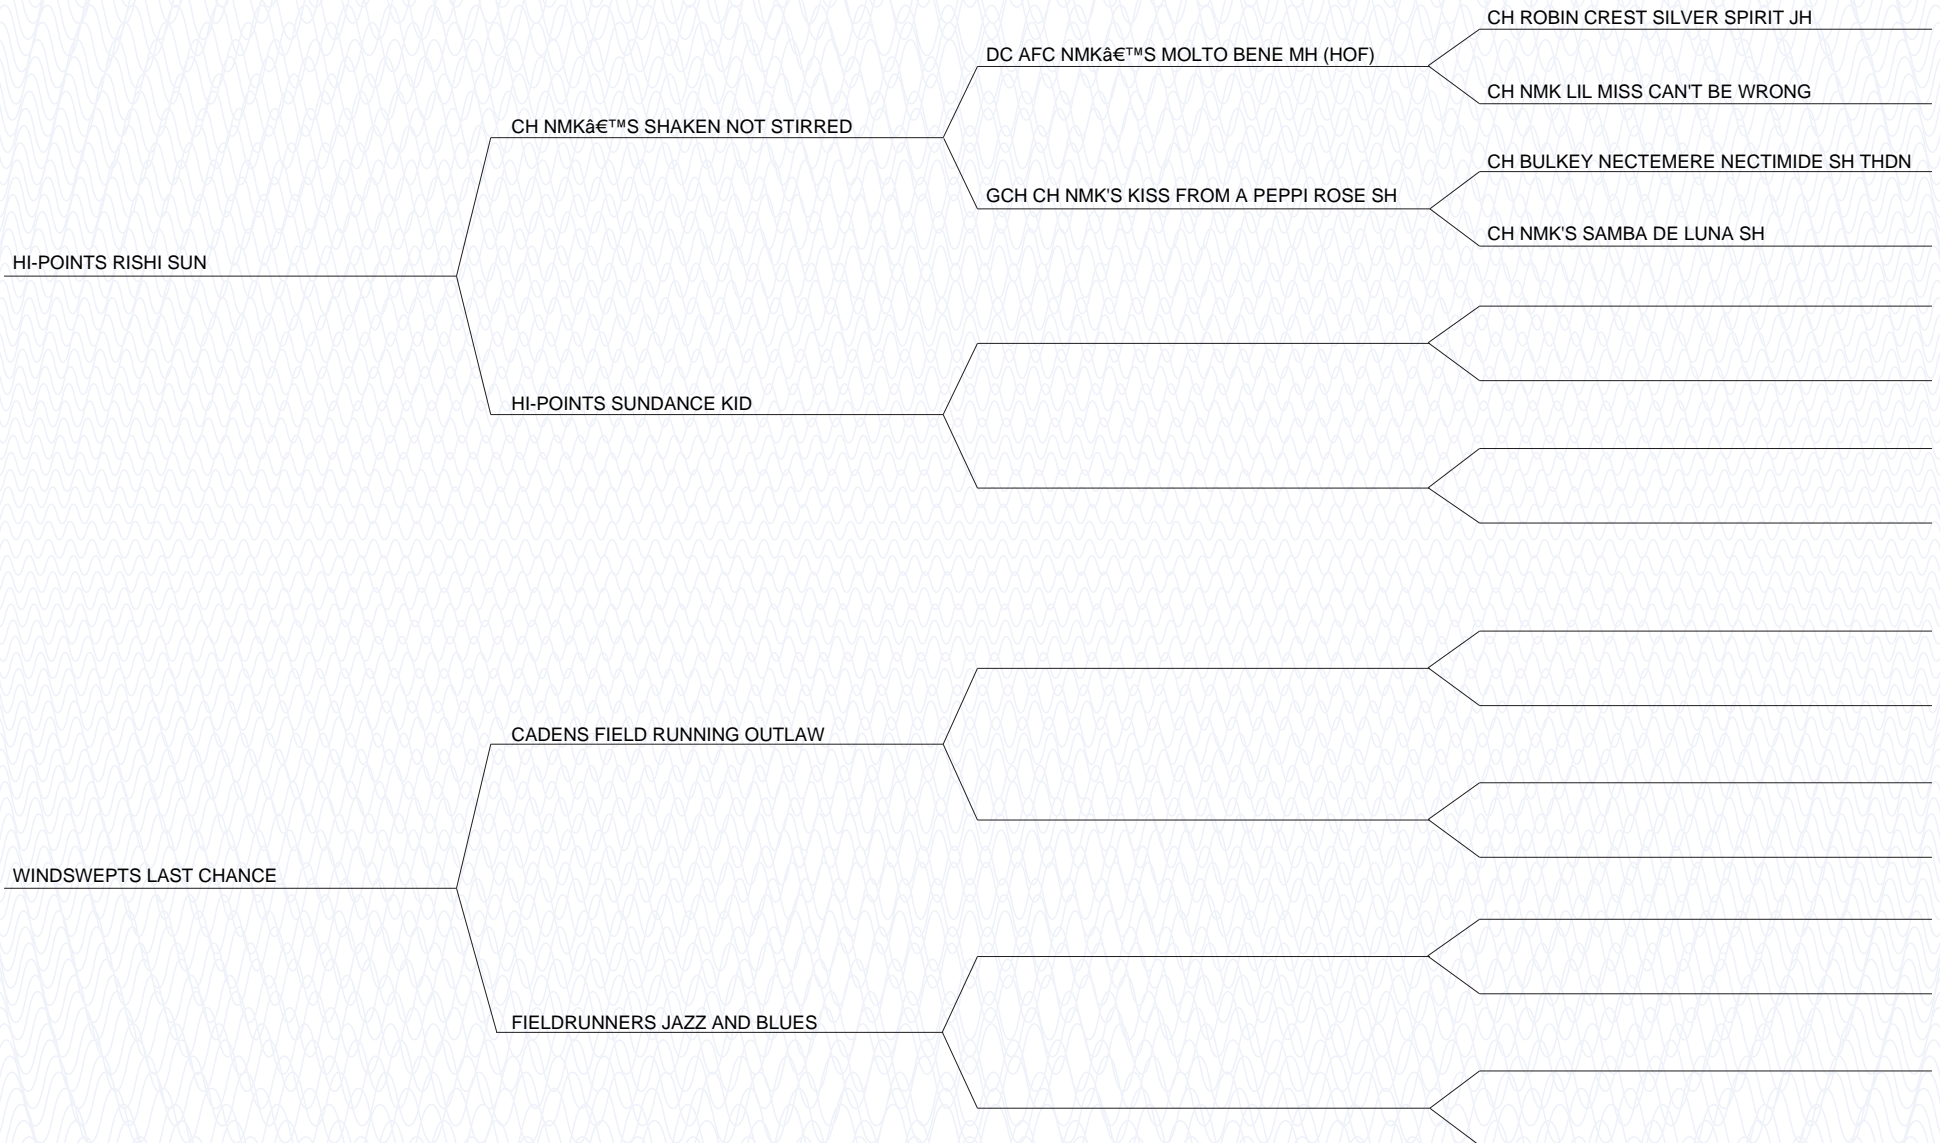 CH ROBIN CREST SILVER SPIRIT JH
DC AFC NMKâ€™S MOLTO BENE MH (HOF)
CH NMK LIL MISS CAN'T BE WRONG
CH NMKâ€™S SHAKEN NOT STIRRED
CH BULKEY NECTEMERE NECTIMIDE SH THDN
GCH CH NMK'S KISS FROM A PEPPI ROSE SH
CH NMK'S SAMBA DE LUNA SH
HI-POINTS RISHI SUN
HI-POINTS SUNDANCE KID
CADENS FIELD RUNNING OUTLAW
WINDSWEPTS LAST CHANCE
FIELDRUNNERS JAZZ AND BLUES